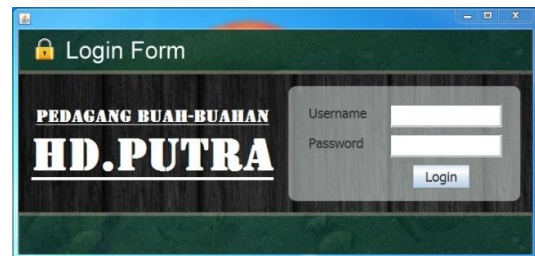 Login Form
PEDAGANG BUAH-BUAHAN
HD.PUTRA
Username
Password
Login